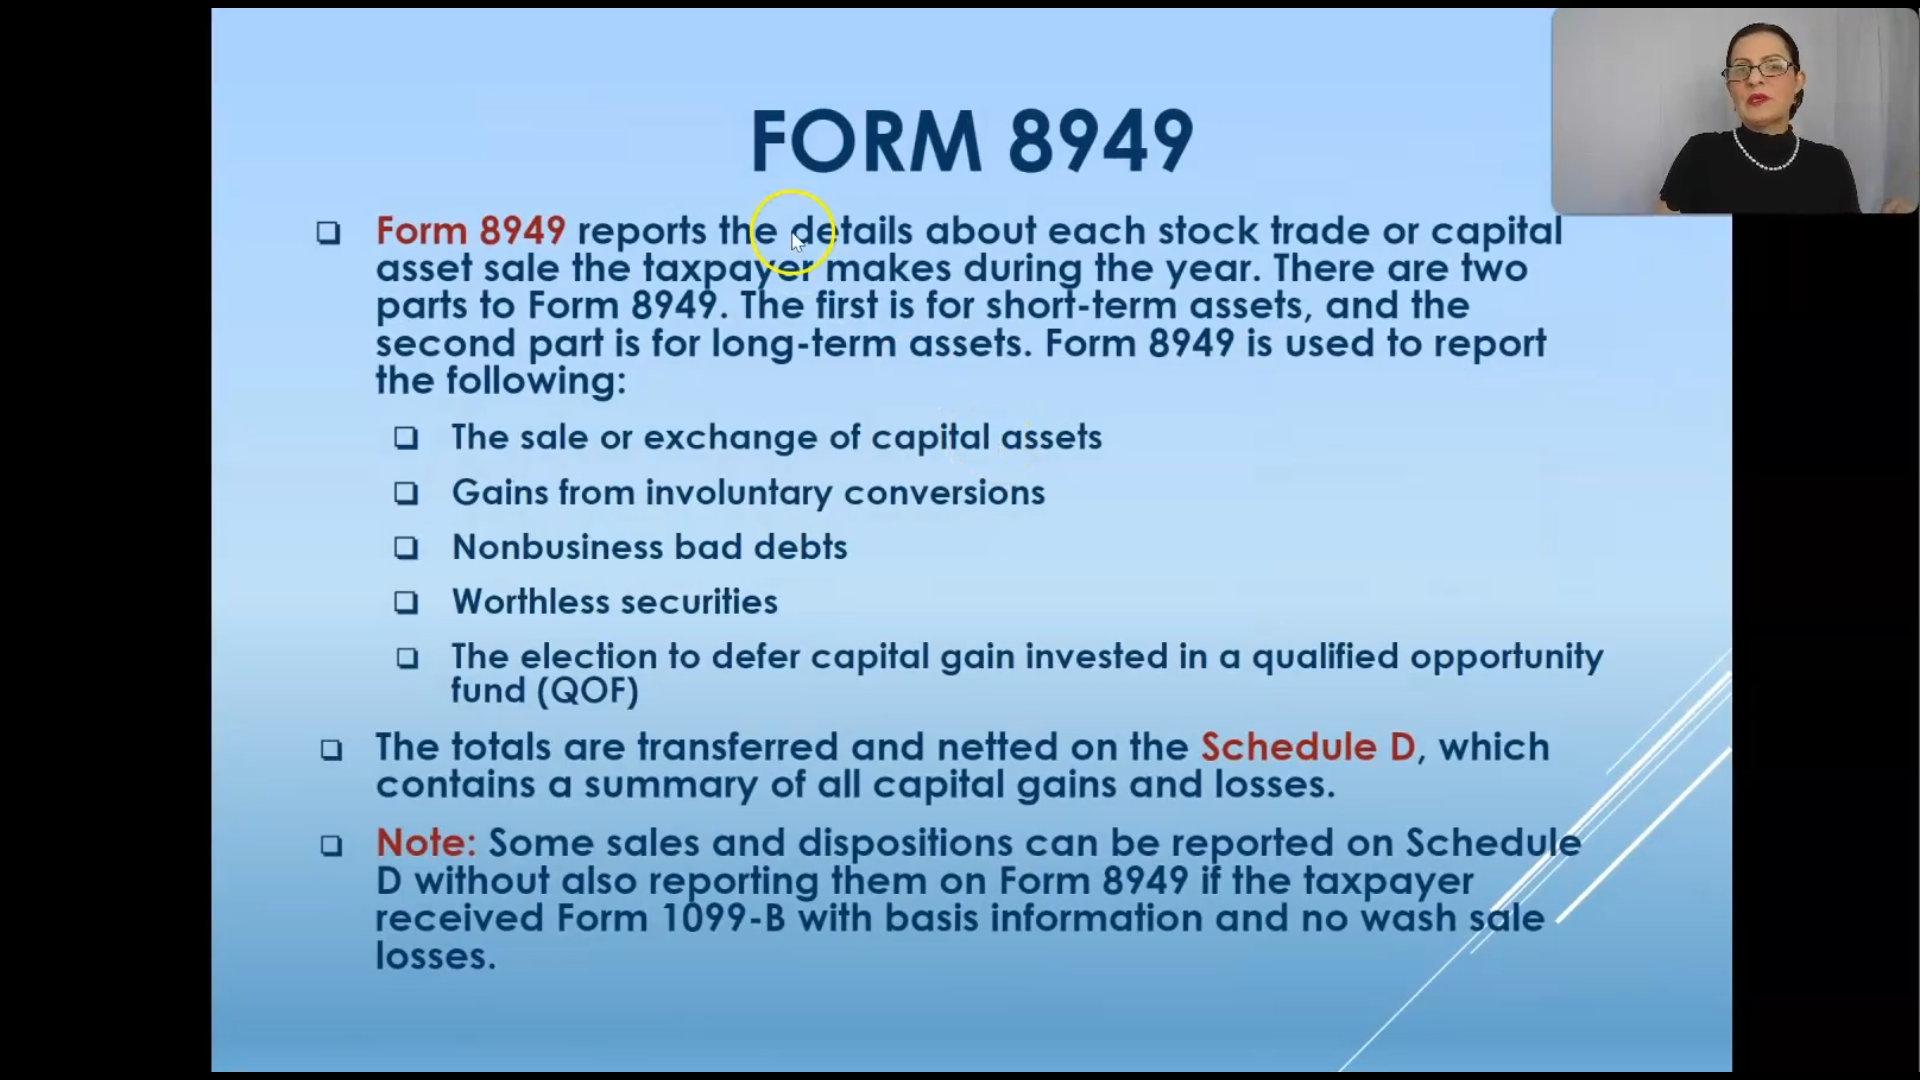 FORM 8949
Form 8949 reports the details about each stock trade or capital
asset sale the taxpayer makes during the year. There are two
parts to Form 8949. The first is for short-term assets, and the
second part is for long-term assets. Form 8949 is used to report
the following:
The sale or exchange of capital assets
Gains from involuntary conversions
Nonbusiness bad debts
Worthless securities
The election to defer capital gain invested in a qualified opportunity
fund (QOF)
The totals are transferred and netted on the Schedule D, which
contains a summary of all capital gains and losses.
Note: Some sales and dispositions can be reported on Schedule
D without also reporting them on Form 8949 if the taxpayer
received Form 1099-B with basis information and no wash sale
losses.